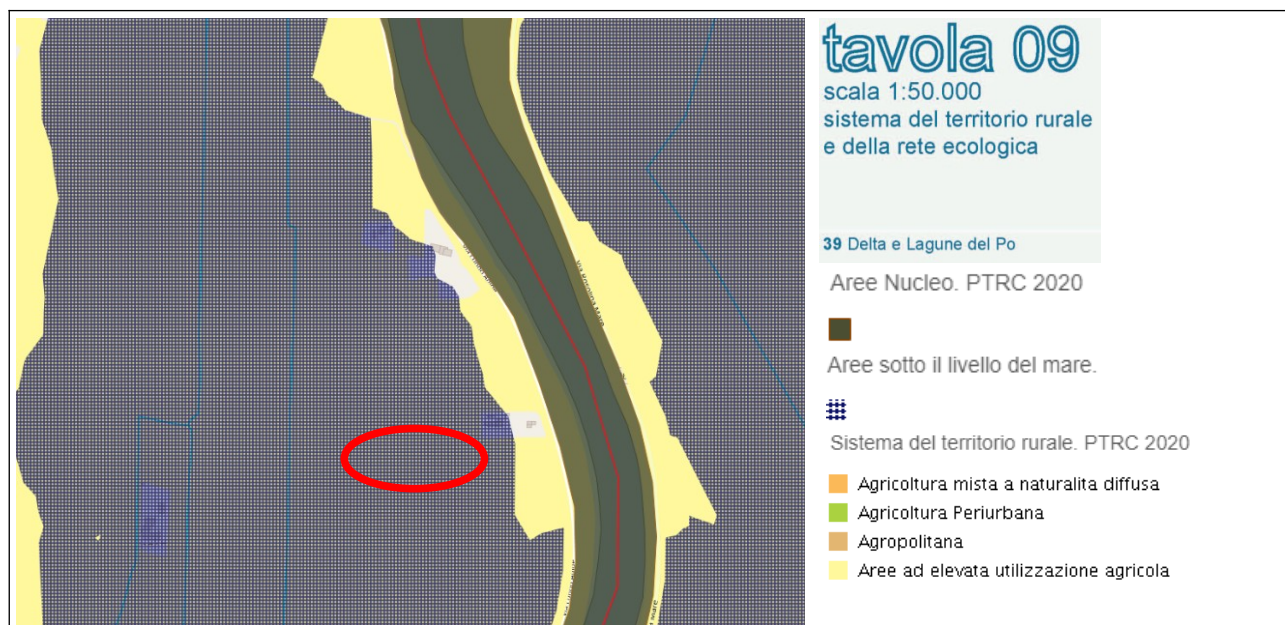 tavola 09
scala 1:50.000
sistema del territorio rurale
e della rete ecologica
39 Delta e Lagune del Po
Aree Nucleo. PTRC 2020
Aree sotto il livello del mare.
Sistema del territorio rurale. PTRC 2020
Agricoltura mista a naturalita diffusa
Agricoltura Periurbana
Agropolitana
Aree ad elevata utilizzazione agricola